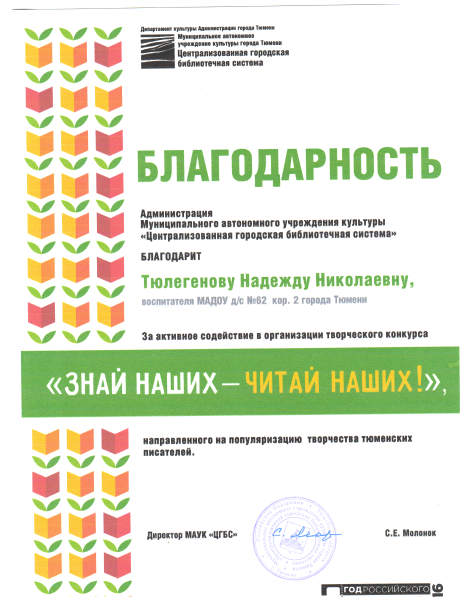 Департамент культуры Администрации города Тюмени
Муниципальное автономное
учреждение культуры города Тюмени
Централизованная городская
библиотечная система
БЛАГОДАРНОСТЬ
Администрация
Муниципального автономного учреждения культуры
«Централизованная городская библиотечная система»
БЛАГОДАРИТ
Тюлегенову Надежду Николаевну,
воспитателя МАДОУ д/с №62 кор. 2 города Тюмени
За активное содействие в организации творческого конкурса
«ЗНАЙ НАШИХ – ЧИТАЙ НАШИХ!»,
направленного на популяризацию творчества тюменских
писателей.
Директор МАУК «ЦГБС»
С.Е. Молонок
ГОД РОССИЙСКОГО